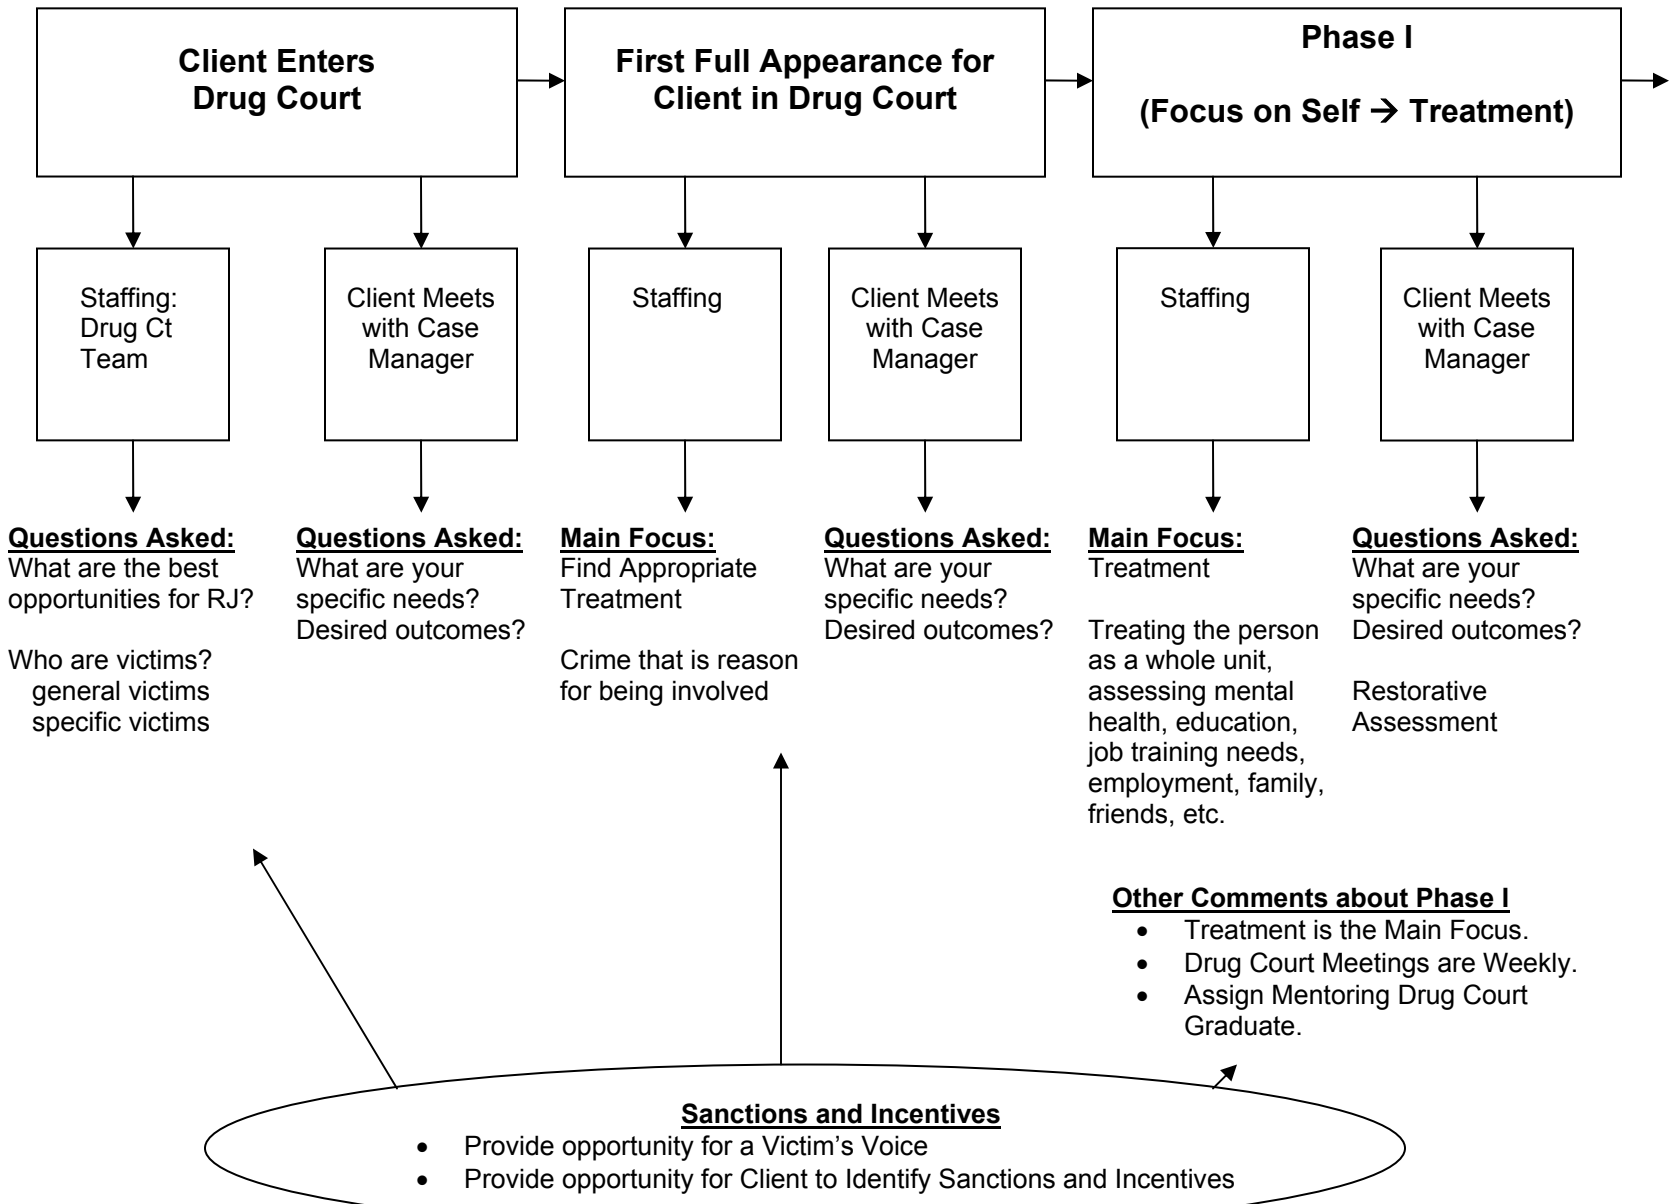 Client Enters
Drug Court
First Full Appearance for
Client in Drug Court
Phase I
(Focus on Self → Treatment)
Staffing:
Drug Ct
Team
Client Meets
with Case
Manager
Staffing
Client Meets
with Case
Manager
Staffing
Client Meets
with Case
Manager
Questions Asked:
What are the best
opportunities for RJ?
Who are victims?
general victims
specific victims
Questions Asked:
What are your
specific needs?
Desired outcomes?
Main Focus:
Find Appropriate
Treatment
Crime that is reason
for being involved
Questions Asked:
What are your
specific needs?
Desired outcomes?
Main Focus:
Treatment
Treating the person
as a whole unit,
assessing mental
health, education,
job training needs,
employment, family,
friends, etc.
Questions Asked:
What are your
specific needs?
Desired outcomes?
Restorative
Assessment
Other Comments about Phase I
• Treatment is the Main Focus.
• Drug Court Meetings are Weekly.
• Assign Mentoring Drug Court
Graduate.
Sanctions and Incentives
• Provide opportunity for a Victim’s Voice
• Provide opportunity for Client to Identify Sanctions and Incentives